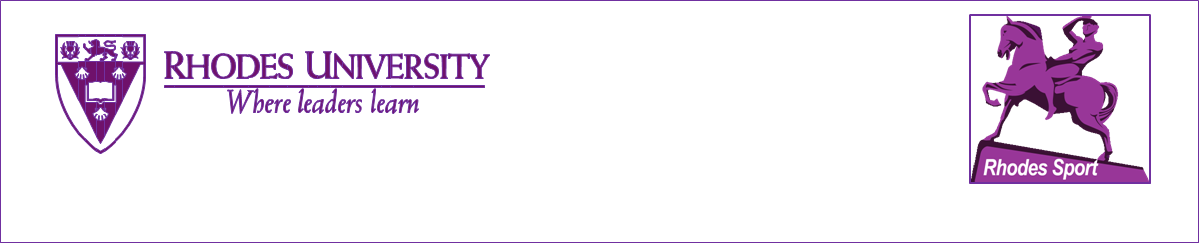 RHODES UNIVERSITY
Where leaders learn
Rhodes Sport